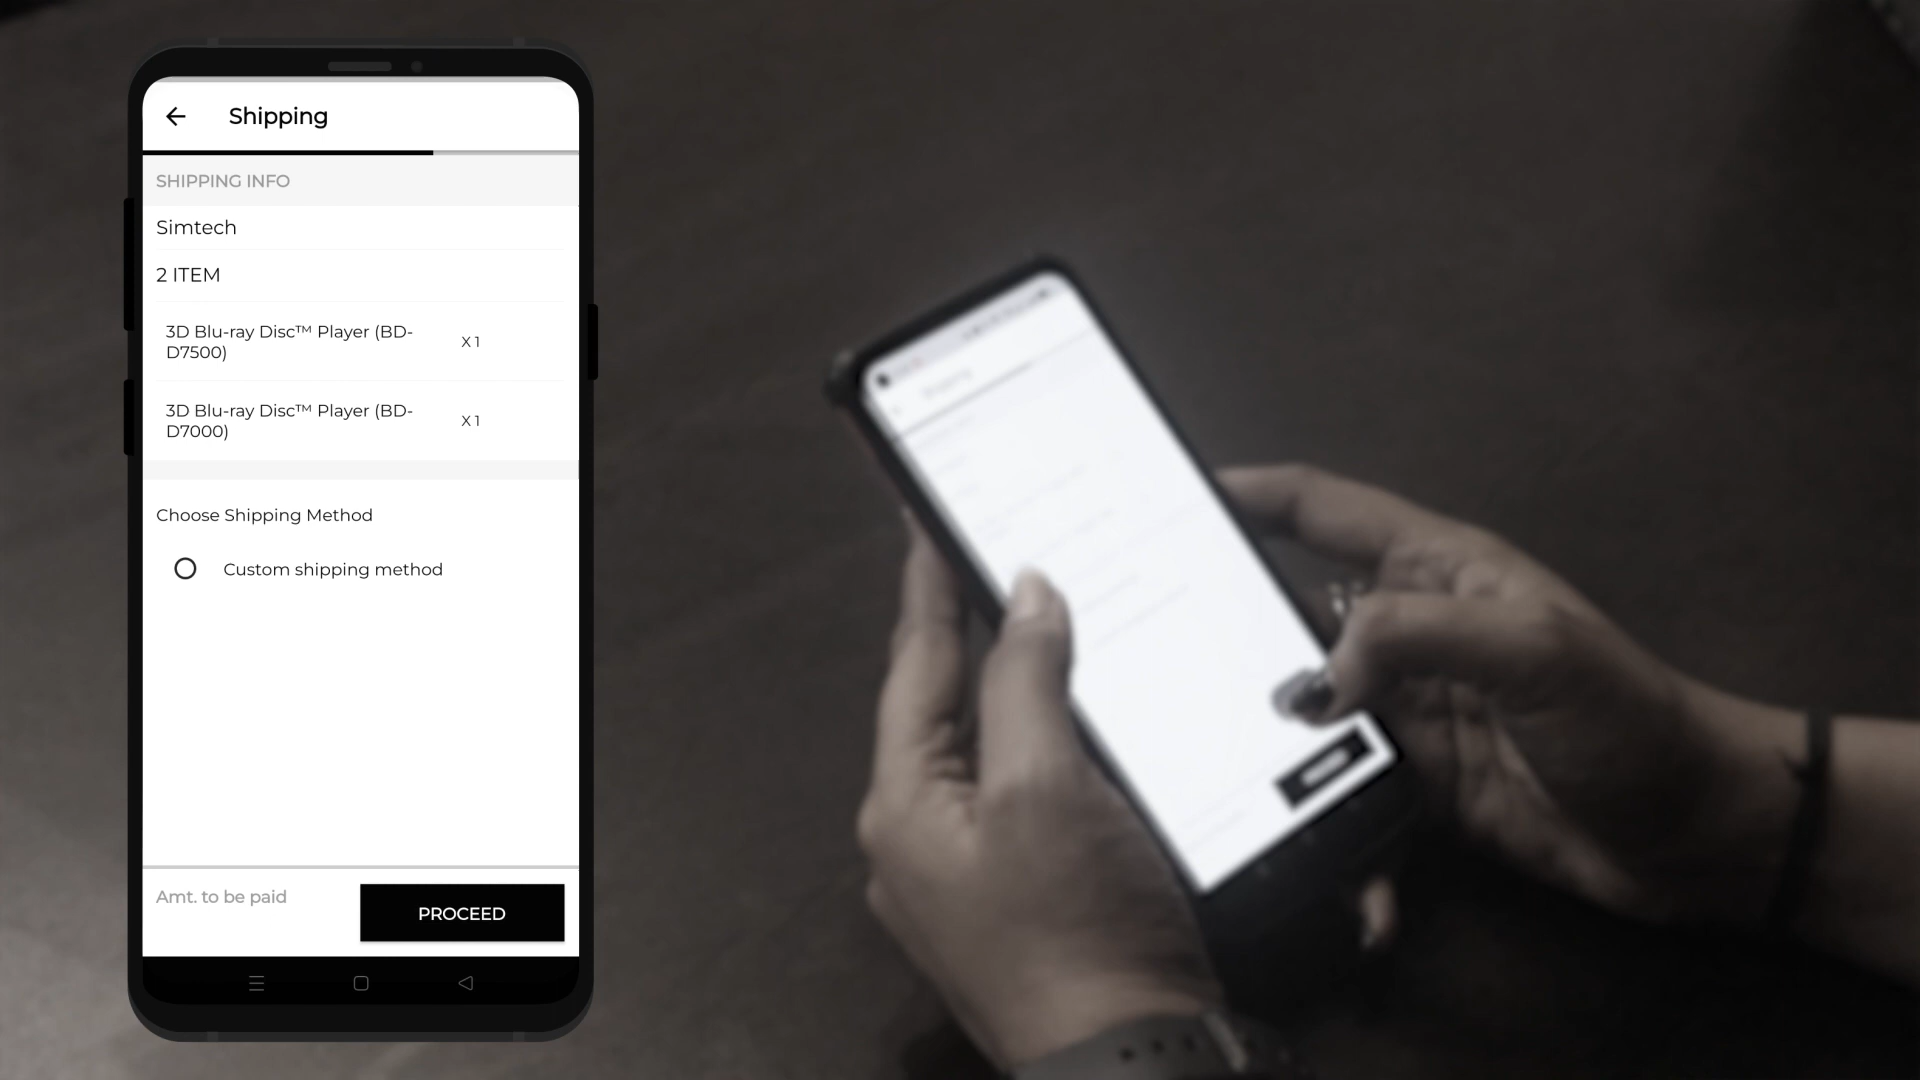 Shipping
SHIPPING INFO
Simtech
2 ITEM
3D Blu-ray Disc™ Player (BD-
D7500)
X 1
3D Blu-ray Disc™ Player (BD-
D7000)
X 1
Choose Shipping Method
Custom shipping method
Amt. to be paid
PROCEED